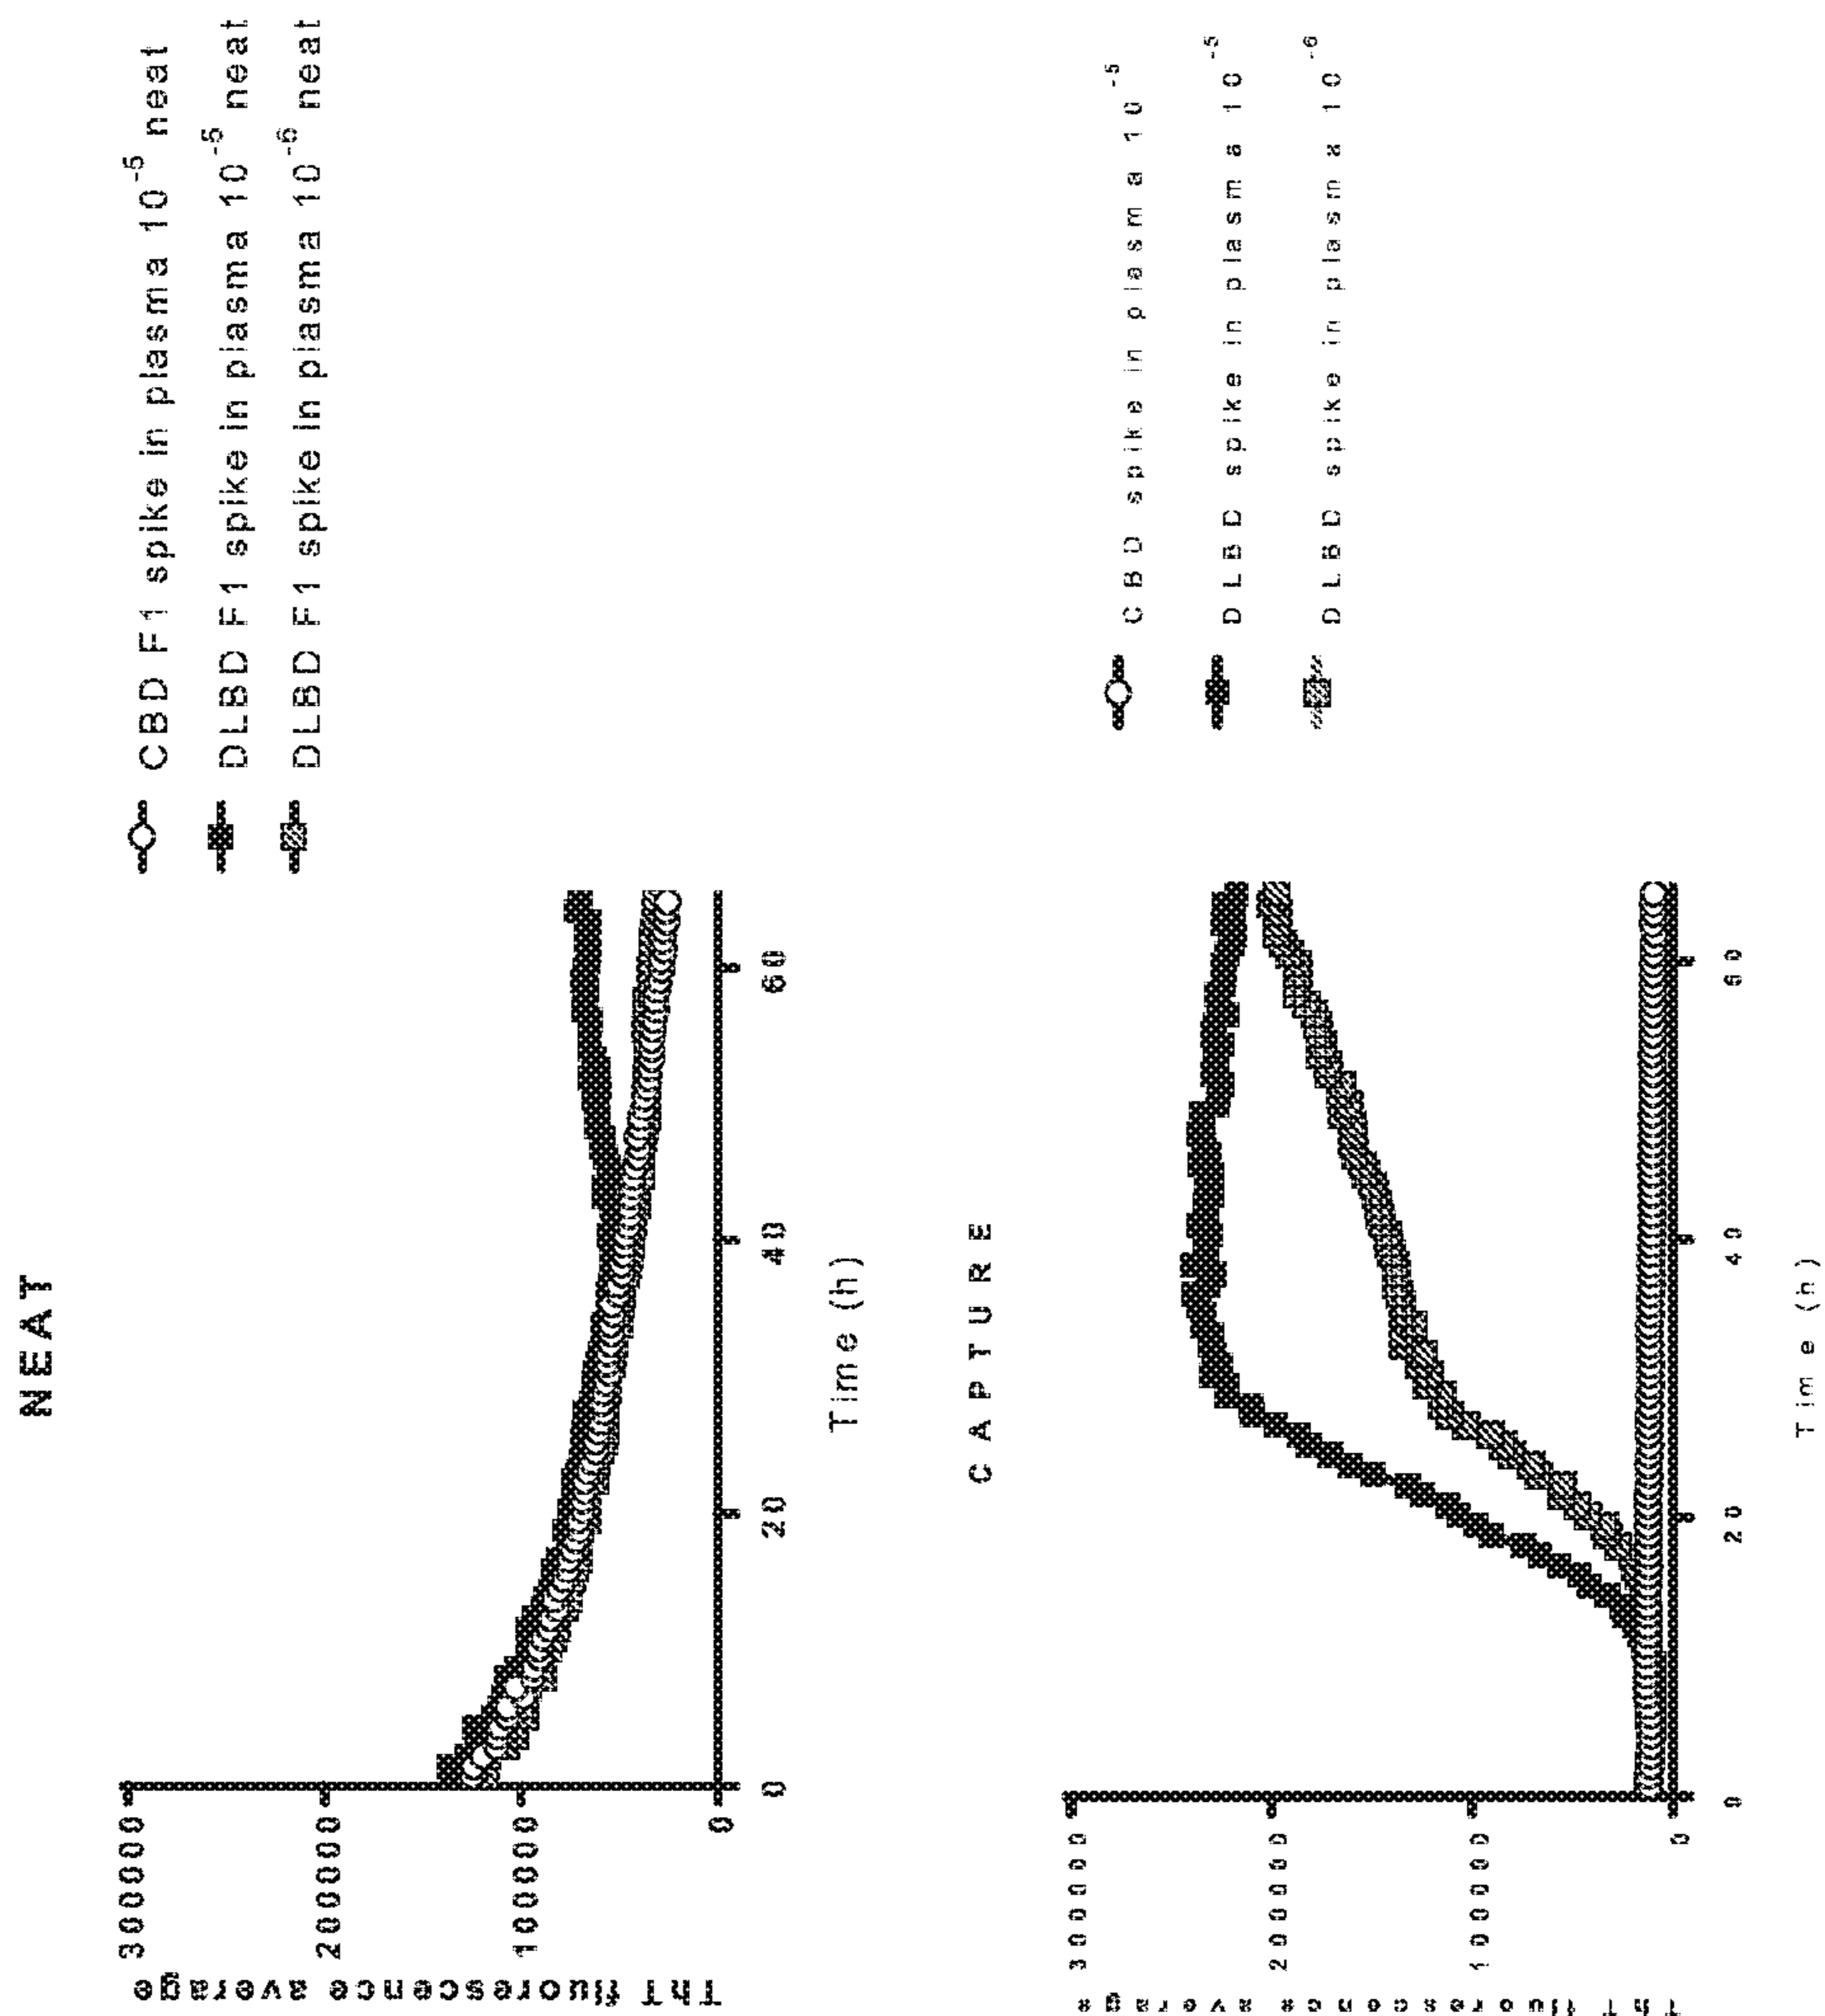 NEAT
CBD F1 spike in plasma 10-5 neat
DLBD F1 spike in plasma 10-5 neat
DLBD F1 spike in plasma 10-6 neat
ThT fluorescence average
300000
200000
100000
0
0
20
40
60
Time (h)
CAPTURE
CBD spike in plasma 10-5
DLBD spike in plasma 10-5
DLBD spike in plasma 10-6
300000
200000
100000
0
0
20
40
60
Time (h)